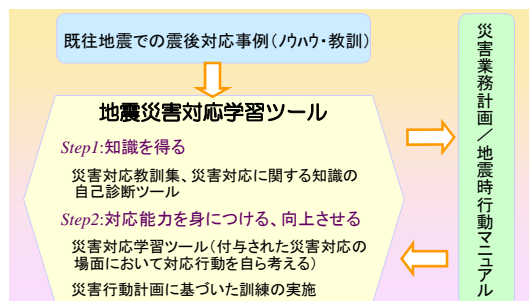 既往地震での震後対応事例(ノウハウ・教訓)
地震災害対応学習ツール
Step1:知識を得る
災害対応教訓集、災害対応に関する知識の
自己診断ツール
Step2:対応能力を身につける、向上させる
災害対応学習ツール(付与された災害対応の
場面において対応行動を自ら考える)
災害行動計画に基づいた訓練の実施
災害業務計画／地震時行動マニュアル